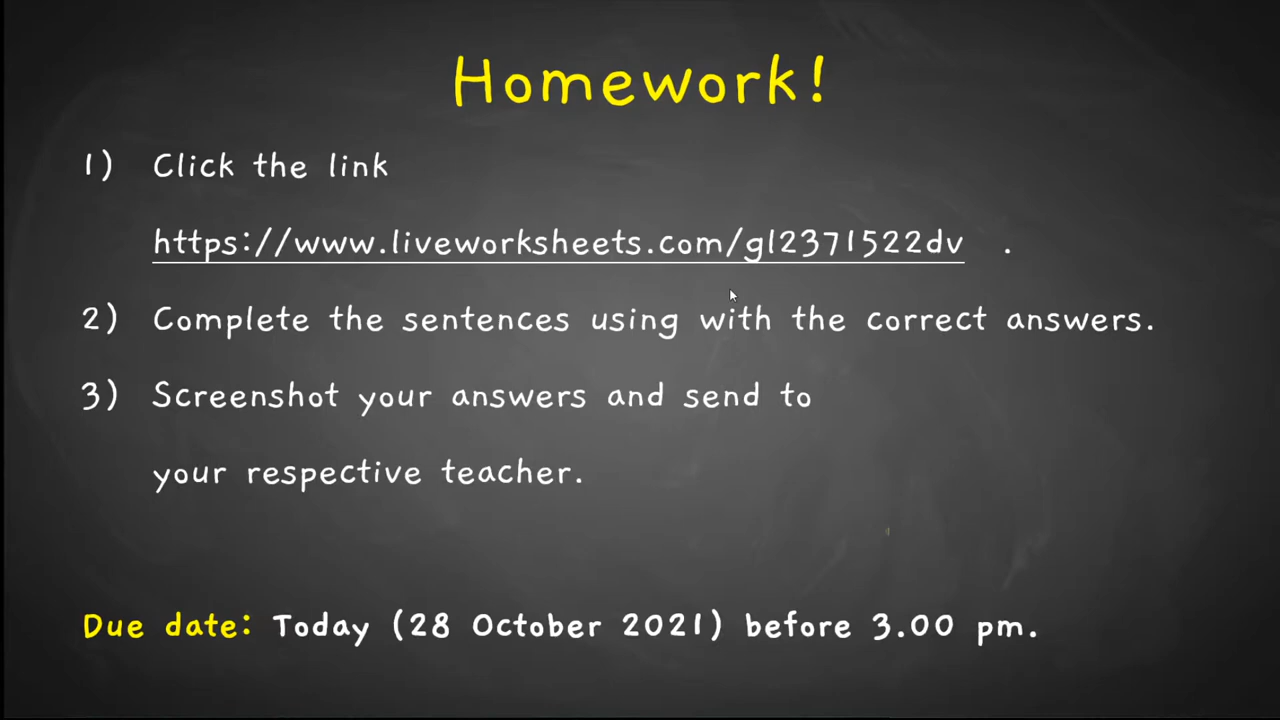 Homework!
1) Click the link
https://www.liveworksheets.com/gl2371522dv .
2) Complete the sentences using with the correct answers.
3) Screenshot your answers and send to
your respective teacher.
Due date: Today (28 October 2021) before 3.00 pm.